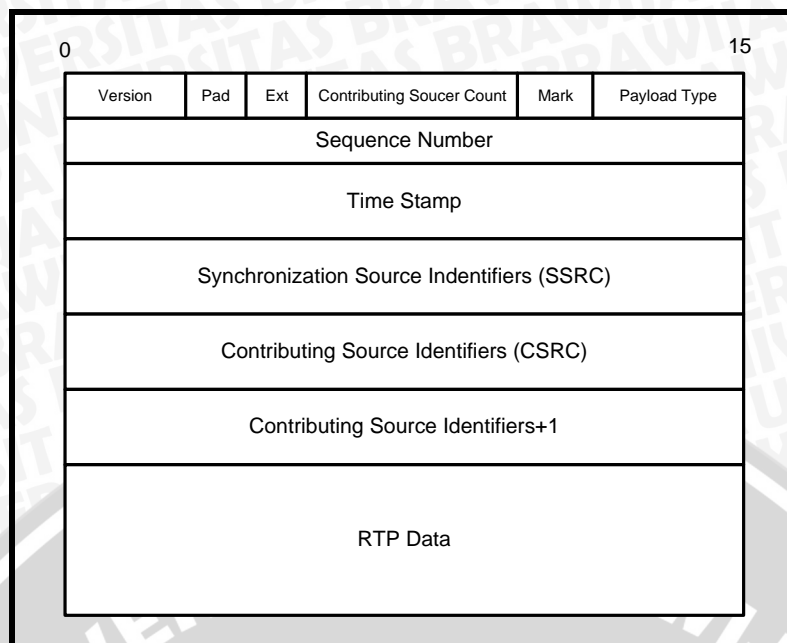 0 15
Version Pad Ext Contributing Soucer Count Mark Payload Type
Sequence Number
Time Stamp
Synchronization Source Indentifiers (SSRC)
Contributing Source Identifiers (CSRC)
Contributing Source Identifiers+1
RTP Data